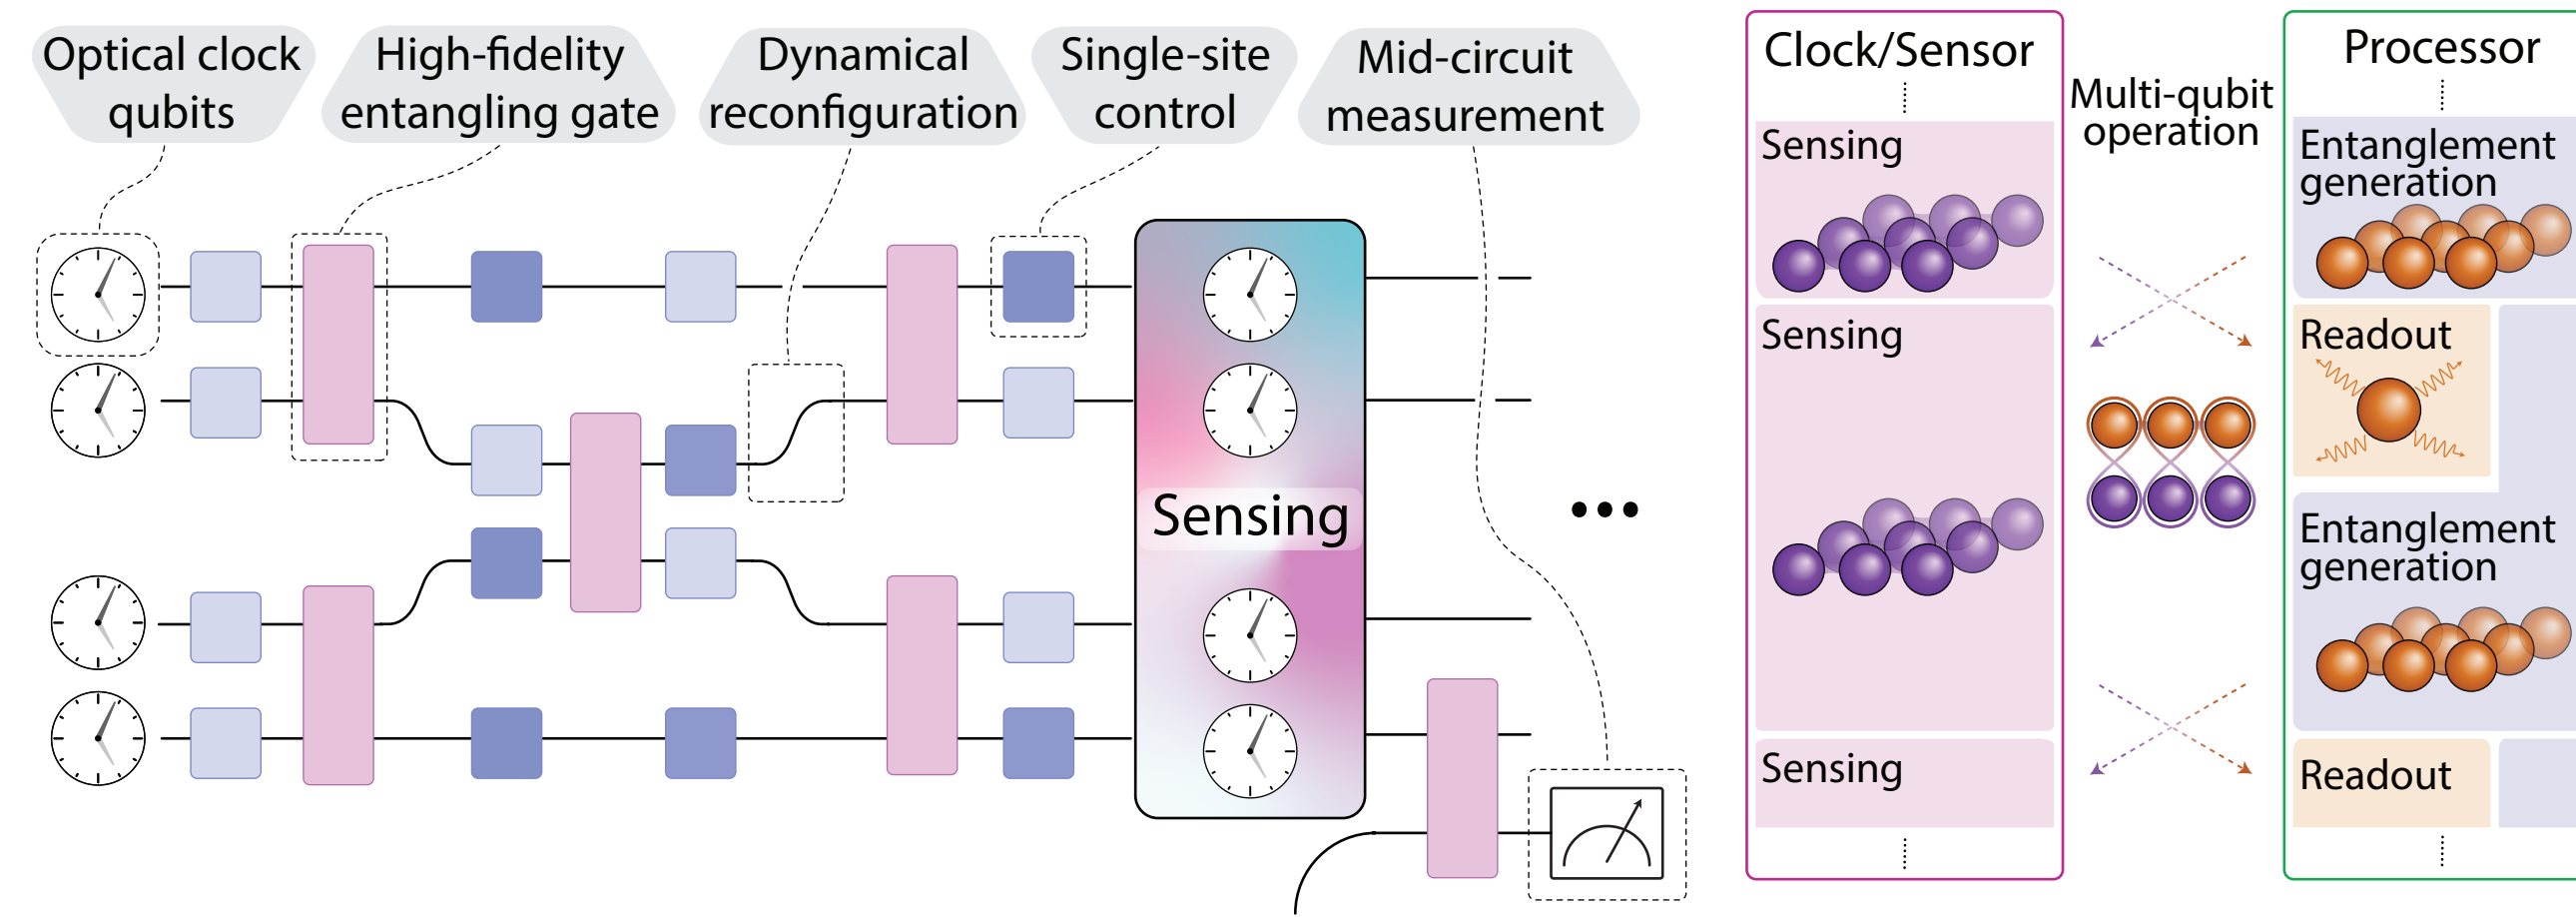 Optical clock
qubits
High-fidelity
entangling gate
Dynamical
reconfiguration
Single-site
control
Mid-circuit
measurement
Sensing
Clock/Sensor
Sensing
Sensing
Sensing
Multi-qubit
operation
Processor
Entanglement
generation
Readout
Entanglement
generation
Readout